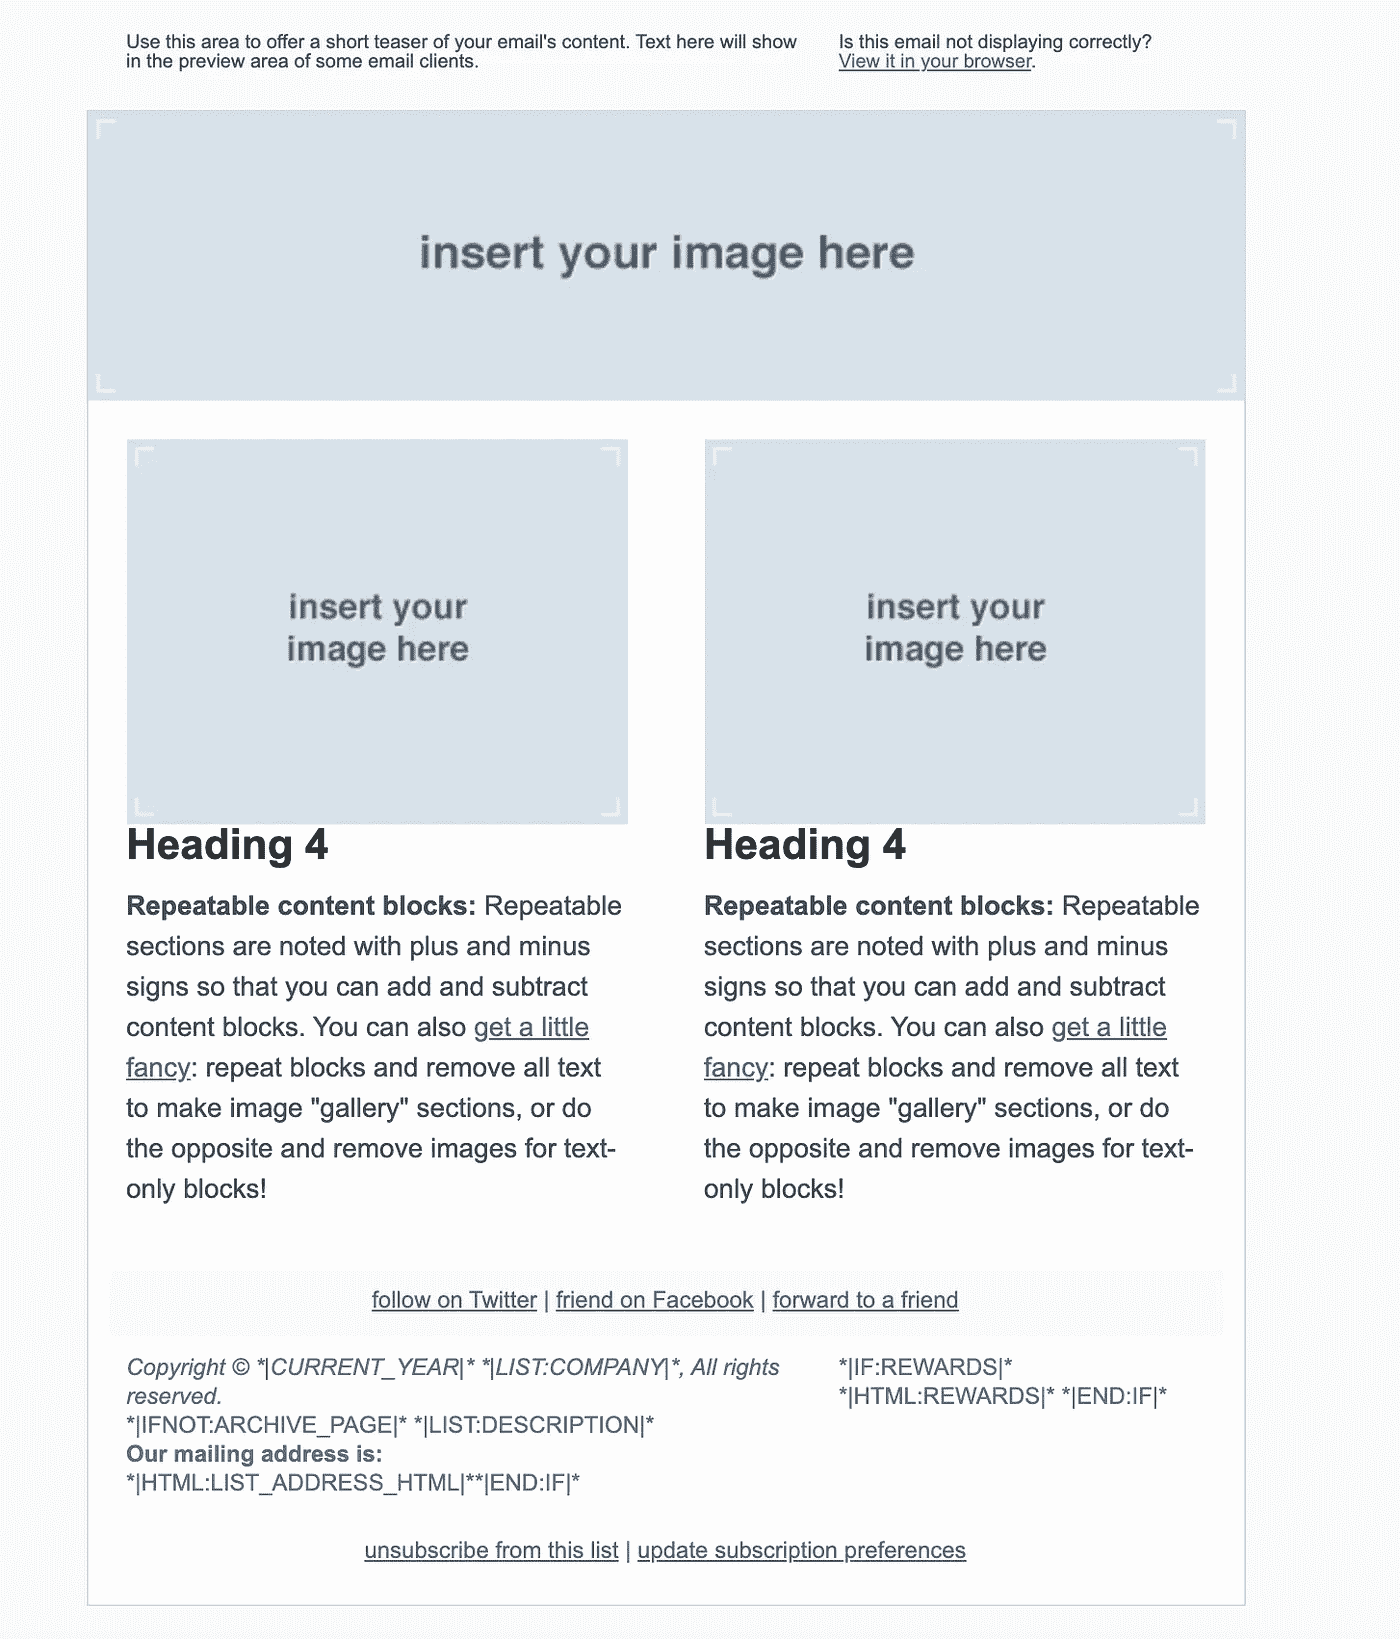 Use this area to offer a short teaser of your email's content. Text here will show
in the preview area of some email clients.
Is this email not displaying correctly?
View it in your browser.
insert your image here
insert your
image here
insert your
image here
Heading 4
Repeatable content blocks: Repeatable
sections are noted with plus and minus
signs so that you can add and subtract
content blocks. You can also get a little
fancy: repeat blocks and remove all text
to make image "gallery" sections, or do
the opposite and remove images for text-
only blocks!
Heading 4
Repeatable content blocks: Repeatable
sections are noted with plus and minus
signs so that you can add and subtract
content blocks. You can also get a little
fancy: repeat blocks and remove all text
to make image "gallery" sections, or do
the opposite and remove images for text-
only blocks!
follow on Twitter | friend on Facebook | forward to a friend
Copyright © *|CURRENT_YEAR|* *|LIST:COMPANY|*, All rights
reserved.
*|IFNOT:ARCHIVE_PAGE|* *|LIST:DESCRIPTION|*
Our mailing address is:
*|HTML:LIST_ADDRESS_HTML|**|END:IF|*
*|IF:REWARDS|*
*|HTML:REWARDS|* *|END:IF|*
unsubscribe from this list | update subscription preferences